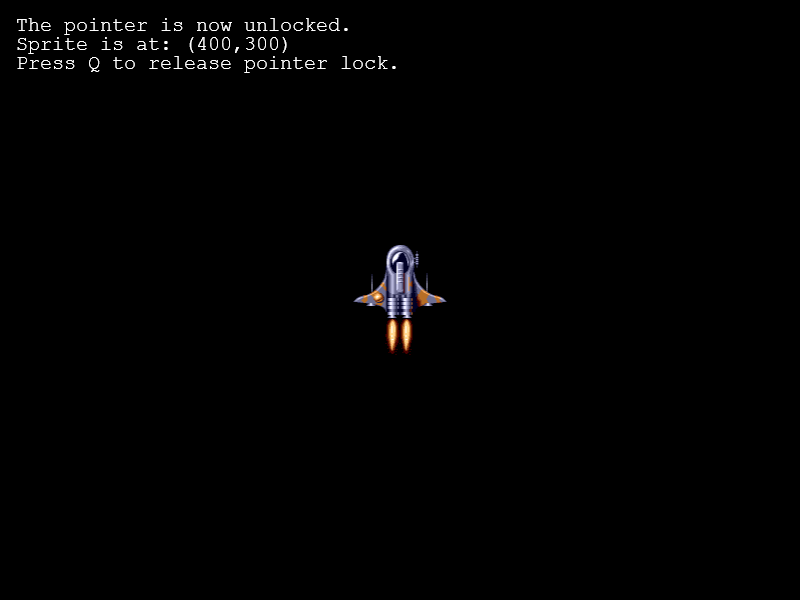 The pointer is now unlocked.
Sprite is at: (400,300)
Press Q to release pointer lock.